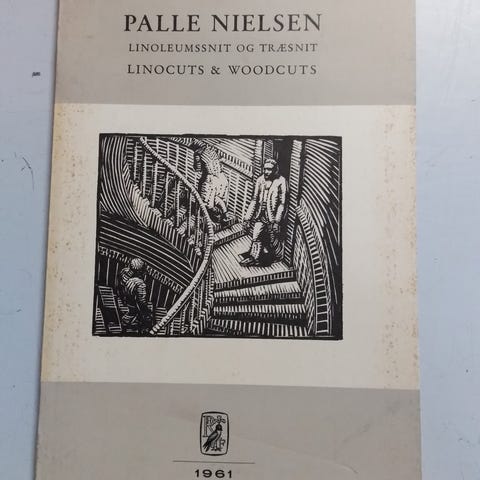 PALLE NIELSEN
LINOLEUMSSNIT OG TRÆSNIT
LINOCUTS & WOODCUTS
1961